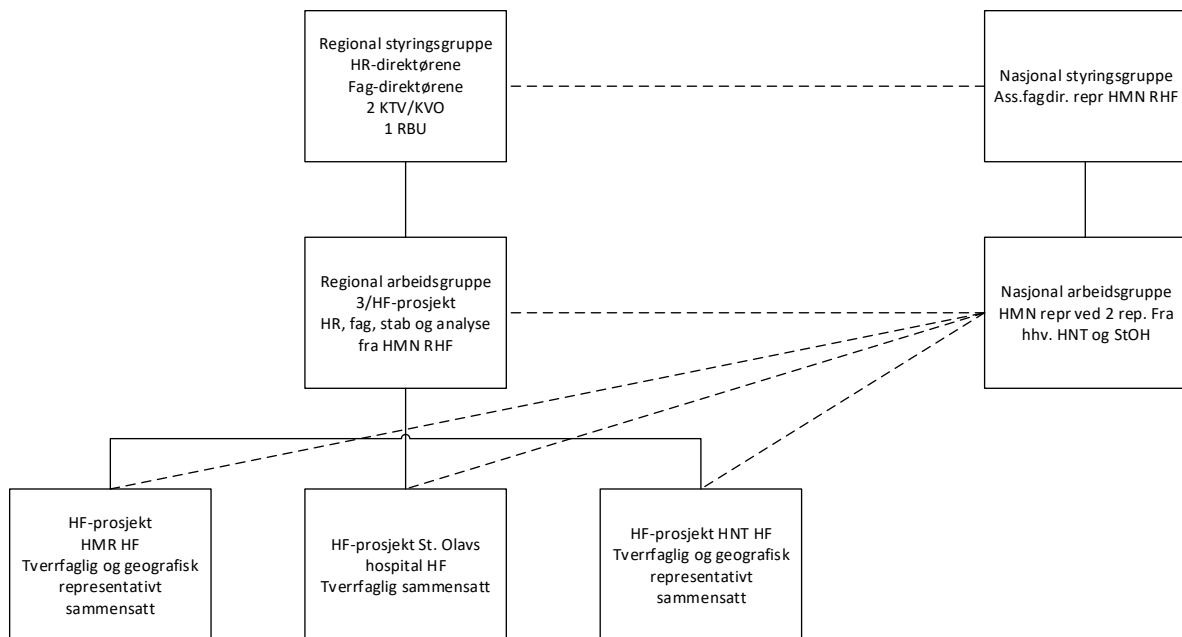 Regional styringsgruppe
HR-direktørene
Fag-direktørene
2 KTV/KVO
1 RBU
Nasjonal styringsgruppe
Ass.fagdir. repr HMN RHF
Regional arbeidsgruppe
3/HF-prosjekt
HR, fag, stab og analyse
fra HMN RHF
Nasjonal arbeidsgruppe
HMN repr ved 2 rep. Fra
hhv. HNT og StOH
HF-prosjekt
HMR HF
Tverrfaglig og geografisk
representativt
sammensatt
HF-prosjekt St. Olavs
hospital HF
Tverrfaglig sammensatt
HF-prosjekt HNT HF
Tverrfaglig og geografisk
representativt
sammensatt